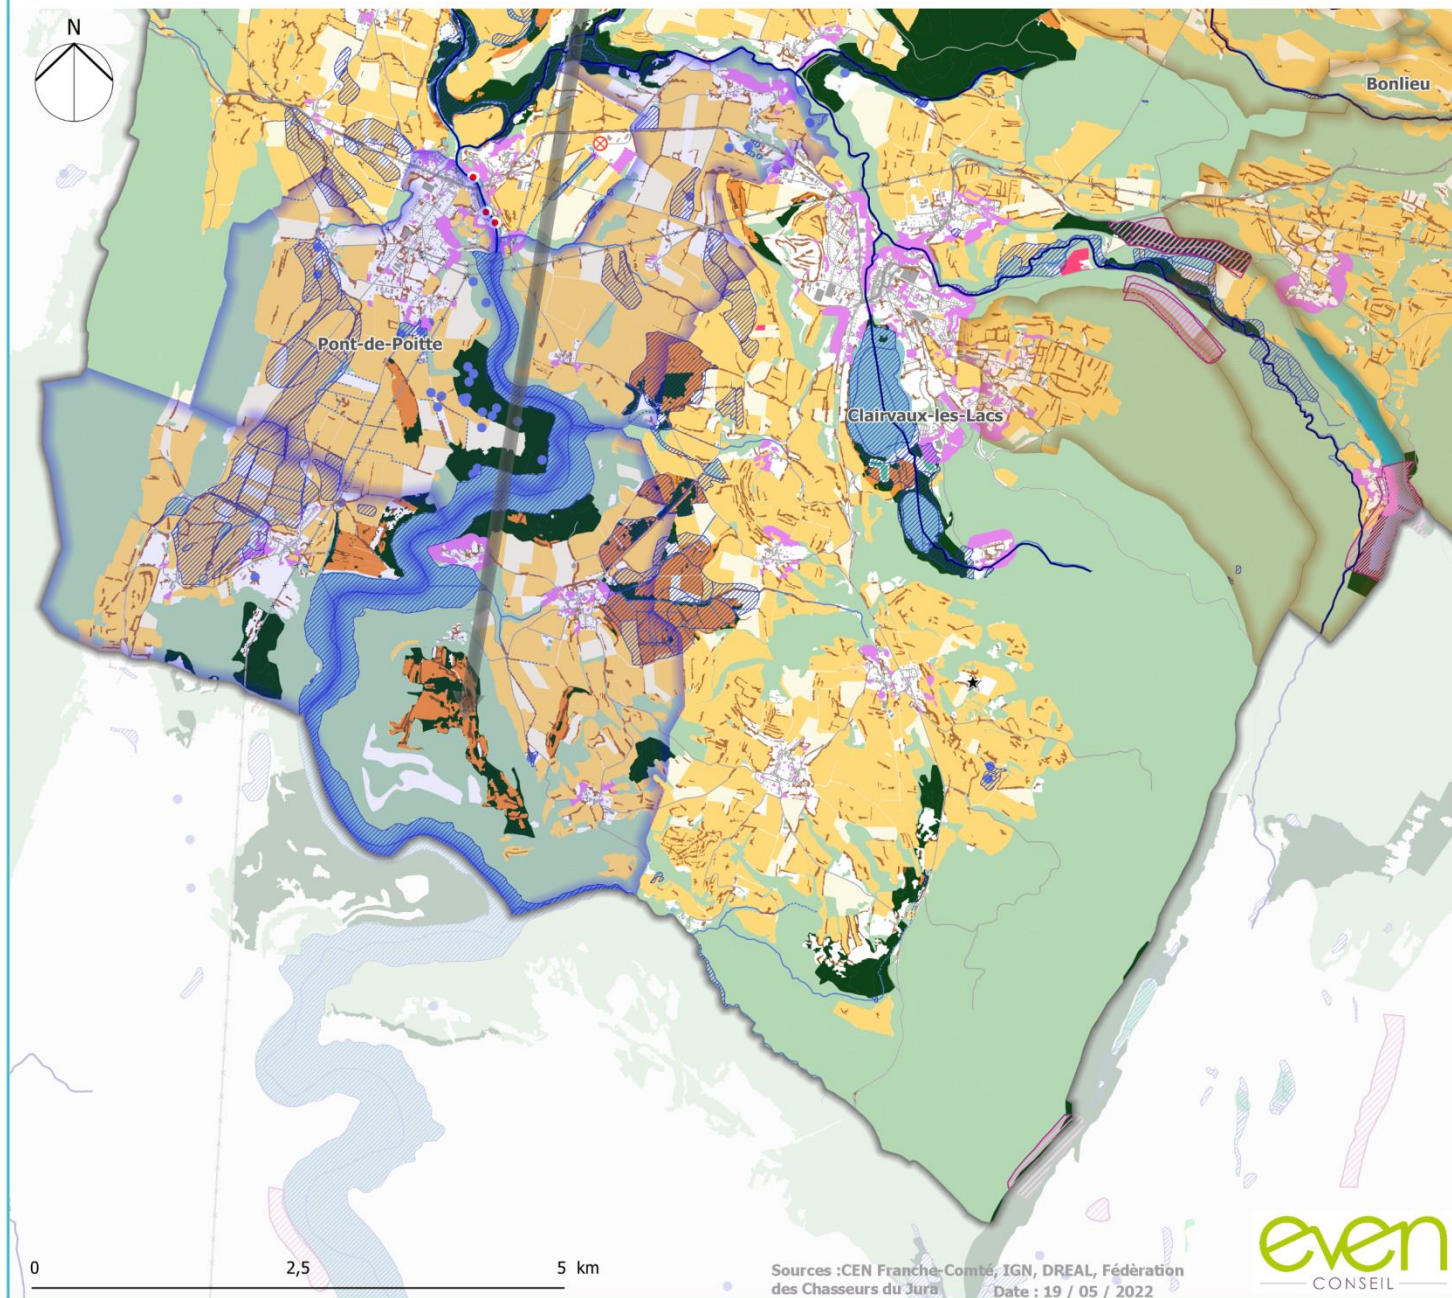 N
Bonlieu
Pont-de-Poitte
Clairvaux-les-Lacs
0 2,5 5 km
Sources :CEN Franche-Comté, IGN, DREAL, Fédèration
des Chasseurs du Jura Date : 19 / 05 / 2022
even
CONSEIL